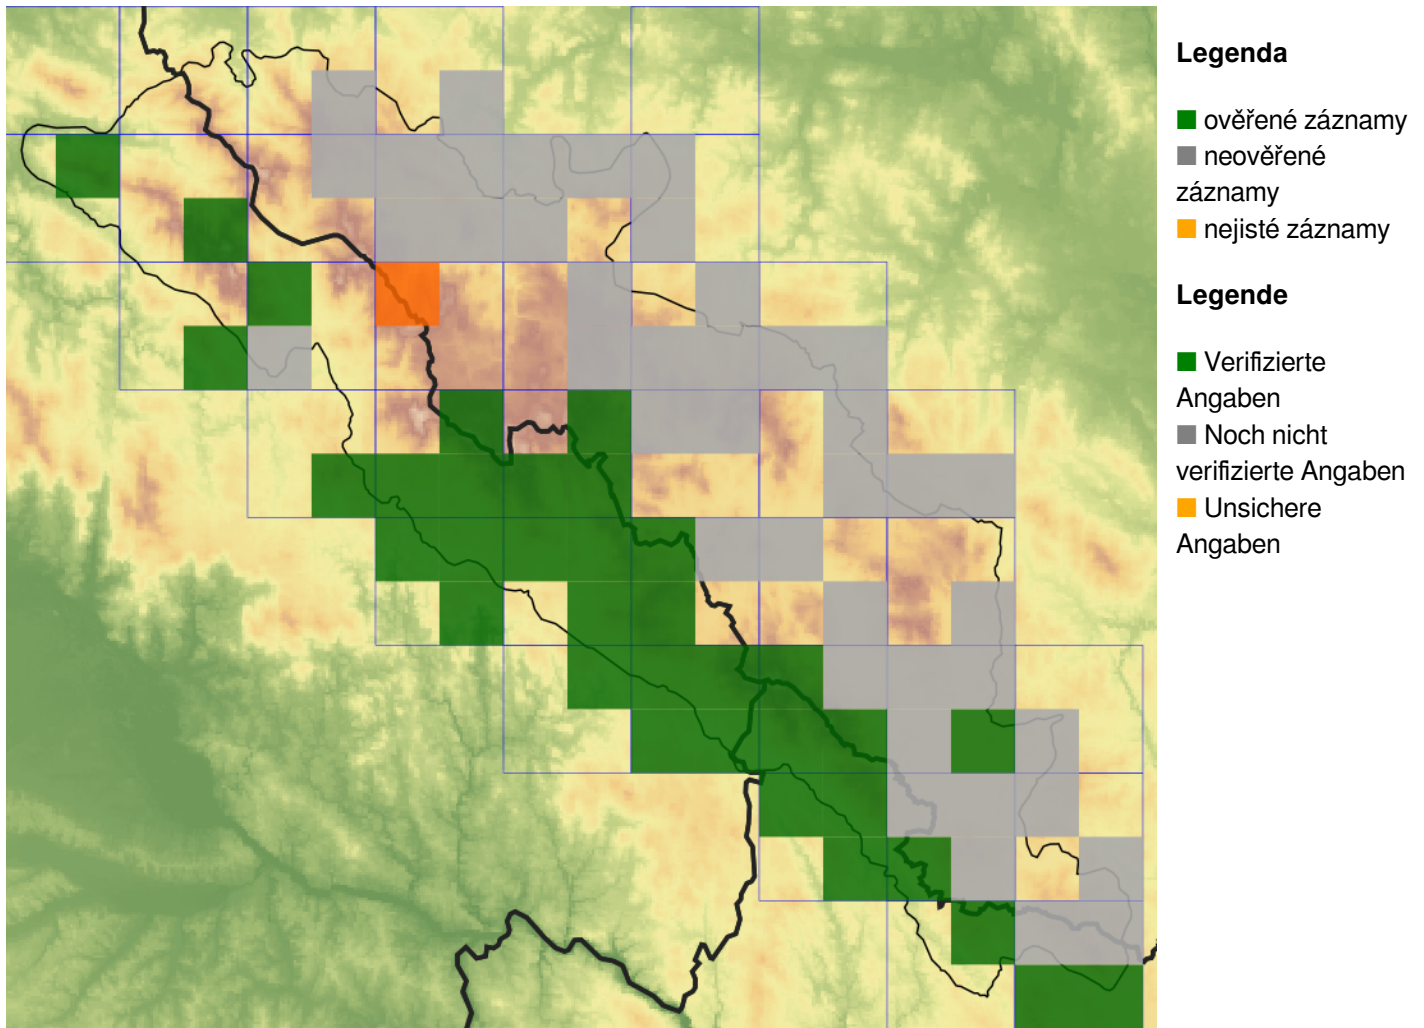 Legenda
ověřené záznamy
neověřené
záznamy
nejisté záznamy
Legende
Verifizierte
Angaben
Noch nicht
verifizierte Angaben
Unsichere
Angaben